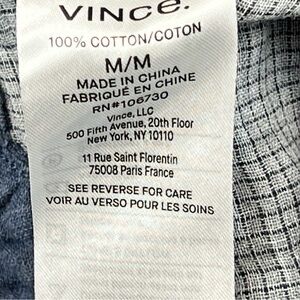 VINCE.
100% COTTON/COTON
M/M
MADE IN CHINA
FABRIQUÉ EN CHINE
RN#106730
Vince, LLC
500 Fifth Avenue, 20th Floor
New York, NY 10110
11 Rue Saint Florentin
75008 Paris France
SEE REVERSE FOR CARE
VOIR AU VERSO POUR LES SOINS